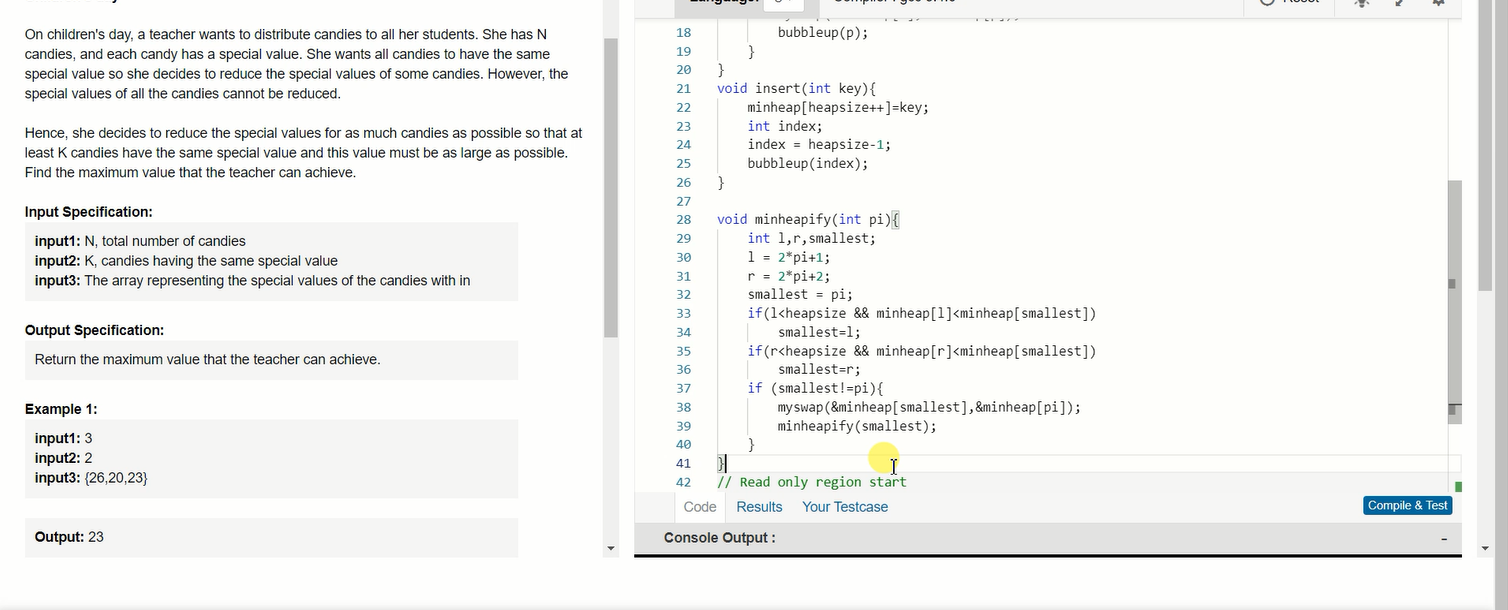 On children's day, a teacher wants to distribute candies to all her students. She has N
candies, and each candy has a special value. She wants all candies to have the same
special value so she decides to reduce the special values of some candies. However, the
special values of all the candies cannot be reduced.
Hence, she decides to reduce the special values for as much candies as possible so that at
least K candies have the same special value and this value must be as large as possible.
Find the maximum value that the teacher can achieve.
Input Specification:
input1: N, total number of candies
input2: K, candies having the same special value
input3: The array representing the special values of the candies with in
Output Specification:
Return the maximum value that the teacher can achieve.
Example 1:
input1: 3
input2: 2
input3: {26,20,23}
Output: 23
18 bubbleup(p);
19 }
20 }
21 void insert(int key){
22 minheap[heapsize++]=key;
23 int index;
24 index = heapsize-1;
25 bubbleup(index);
26 }
27
28 void minheapify(int pi){
29 int l,r,smallest;
30 l = 2*pi+1;
31 r = 2*pi+2;
32 smallest = pi;
33 if(l<heapsize && minheap[l]<minheap[smallest])
34 smallest=l;
35 if(r<heapsize && minheap[r]<minheap[smallest])
36 smallest=r;
37 if (smallest!=pi){
38 myswap(&minheap[smallest],&minheap[pi]);
39 minheapify(smallest);
40 }
41 }
42 // Read only region start
Code Results Your Testcase Compile & Test
Console Output : -